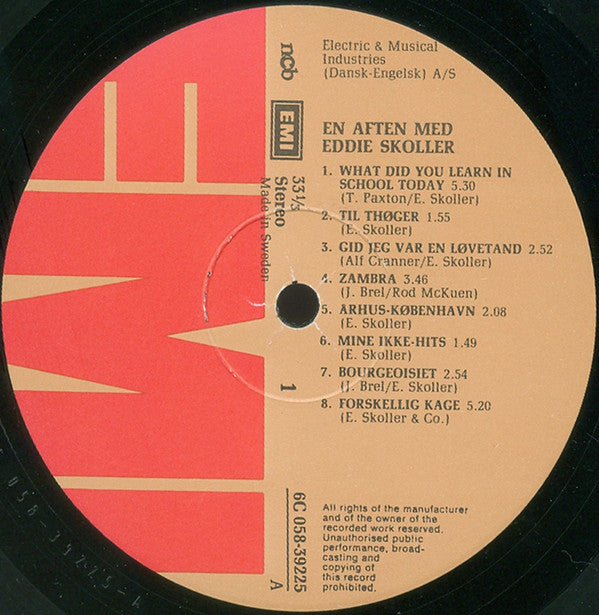 Electric & Musical
Industries
(Dansk-Engelsk) A/S
ncb
EMI
33⅓
Stereo
Made in Sweden
EN AFTEN MED
EDDIE SKOLLER
1. WHAT DID YOU LEARN IN
SCHOOL TODAY 5.30
(T. Paxton/E. Skoller)
2. TIL THØGER 1.55
(E. Skoller)
3. GID JEG VAR EN LØVETAND 2.52
(Alf Cranner/E. Skoller)
4. ZAMBRA 3.46
(J. Brel/Rod McKuen)
5. ÅRHUS-KØBENHAVN 2.08
(E. Skoller)
6. MINE IKKE-HITS 1.49
(E. Skoller)
7. BOURGEOISIET 2.54
(J. Brel/E. Skoller)
8. FORSKELLIG KAGE 5.20
(E. Skoller & Co.)
1
6C 058-39225
A
All rights of the manufacturer
and of the owner of the
recorded work reserved.
Unauthorised public
performance, broad-
casting and
copying of
this record
prohibited.
058-39225-A